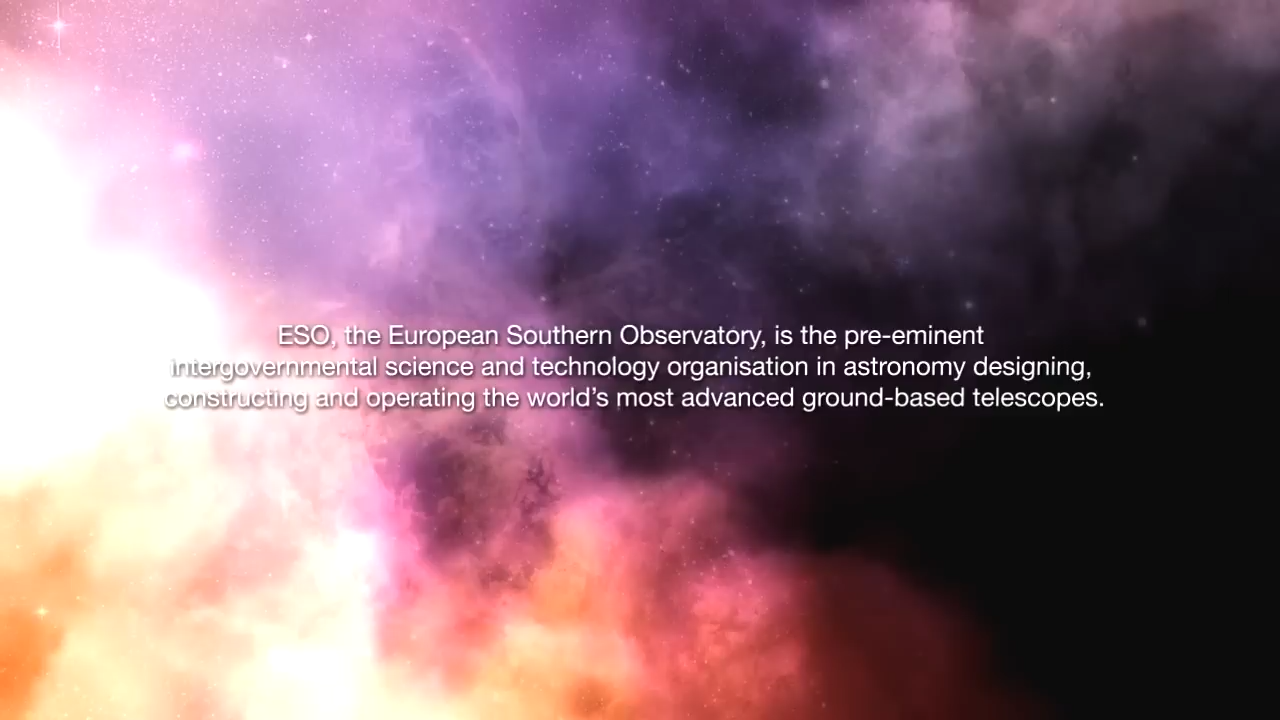 ESO, the European Southern Observatory, is the pre-eminent
intergovernmental science and technology organisation in astronomy designing,
constructing and operating the world’s most advanced ground-based telescopes.